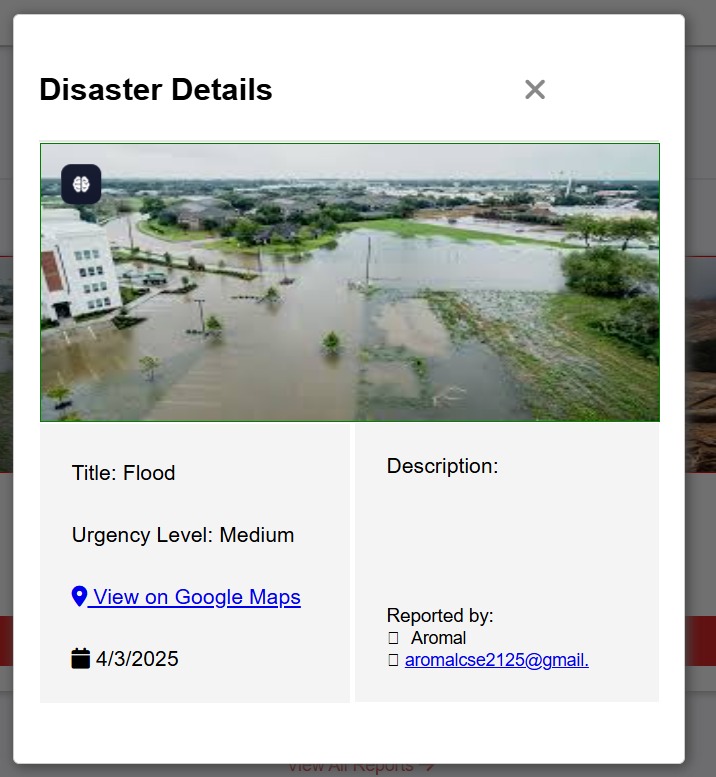 Disaster Details
Title: Flood
Urgency Level: Medium
View on Google Maps
4/3/2025
Description:
Reported by:
Aromal
aromalcse2125@gmail.
View All Reports